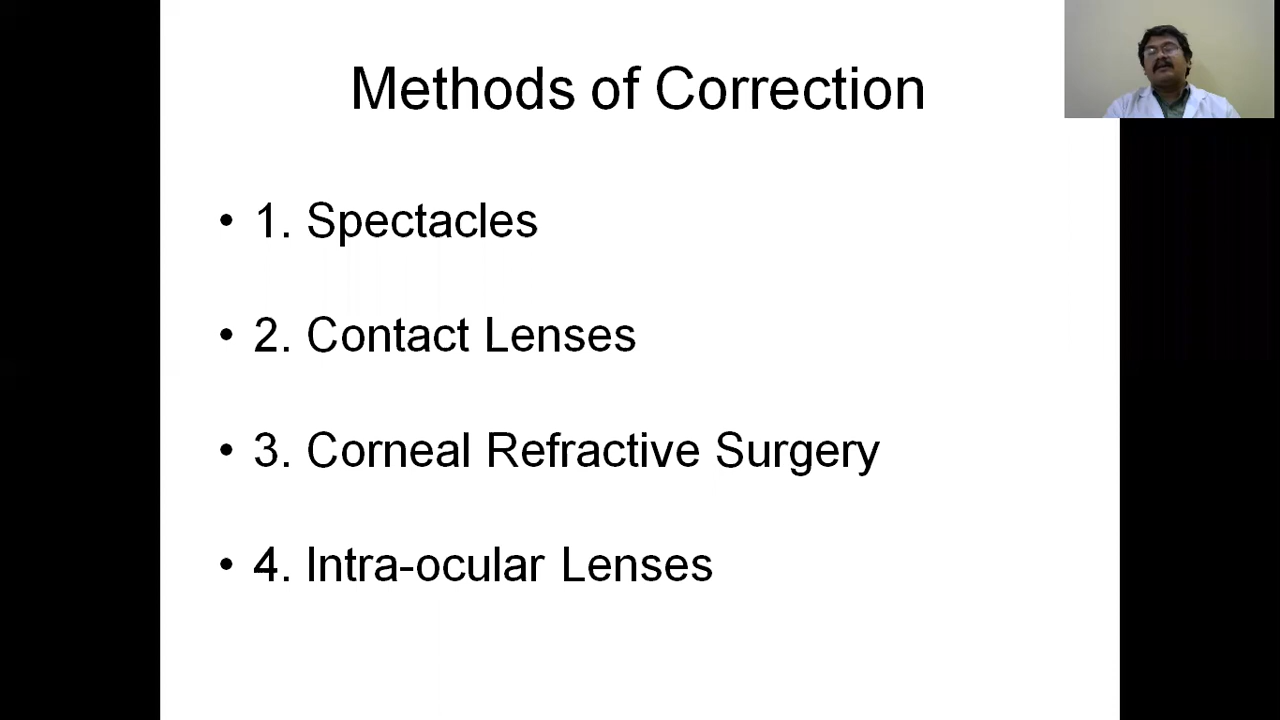 Methods of Correction
• 1. Spectacles
• 2. Contact Lenses
• 3. Corneal Refractive Surgery
• 4. Intra-ocular Lenses